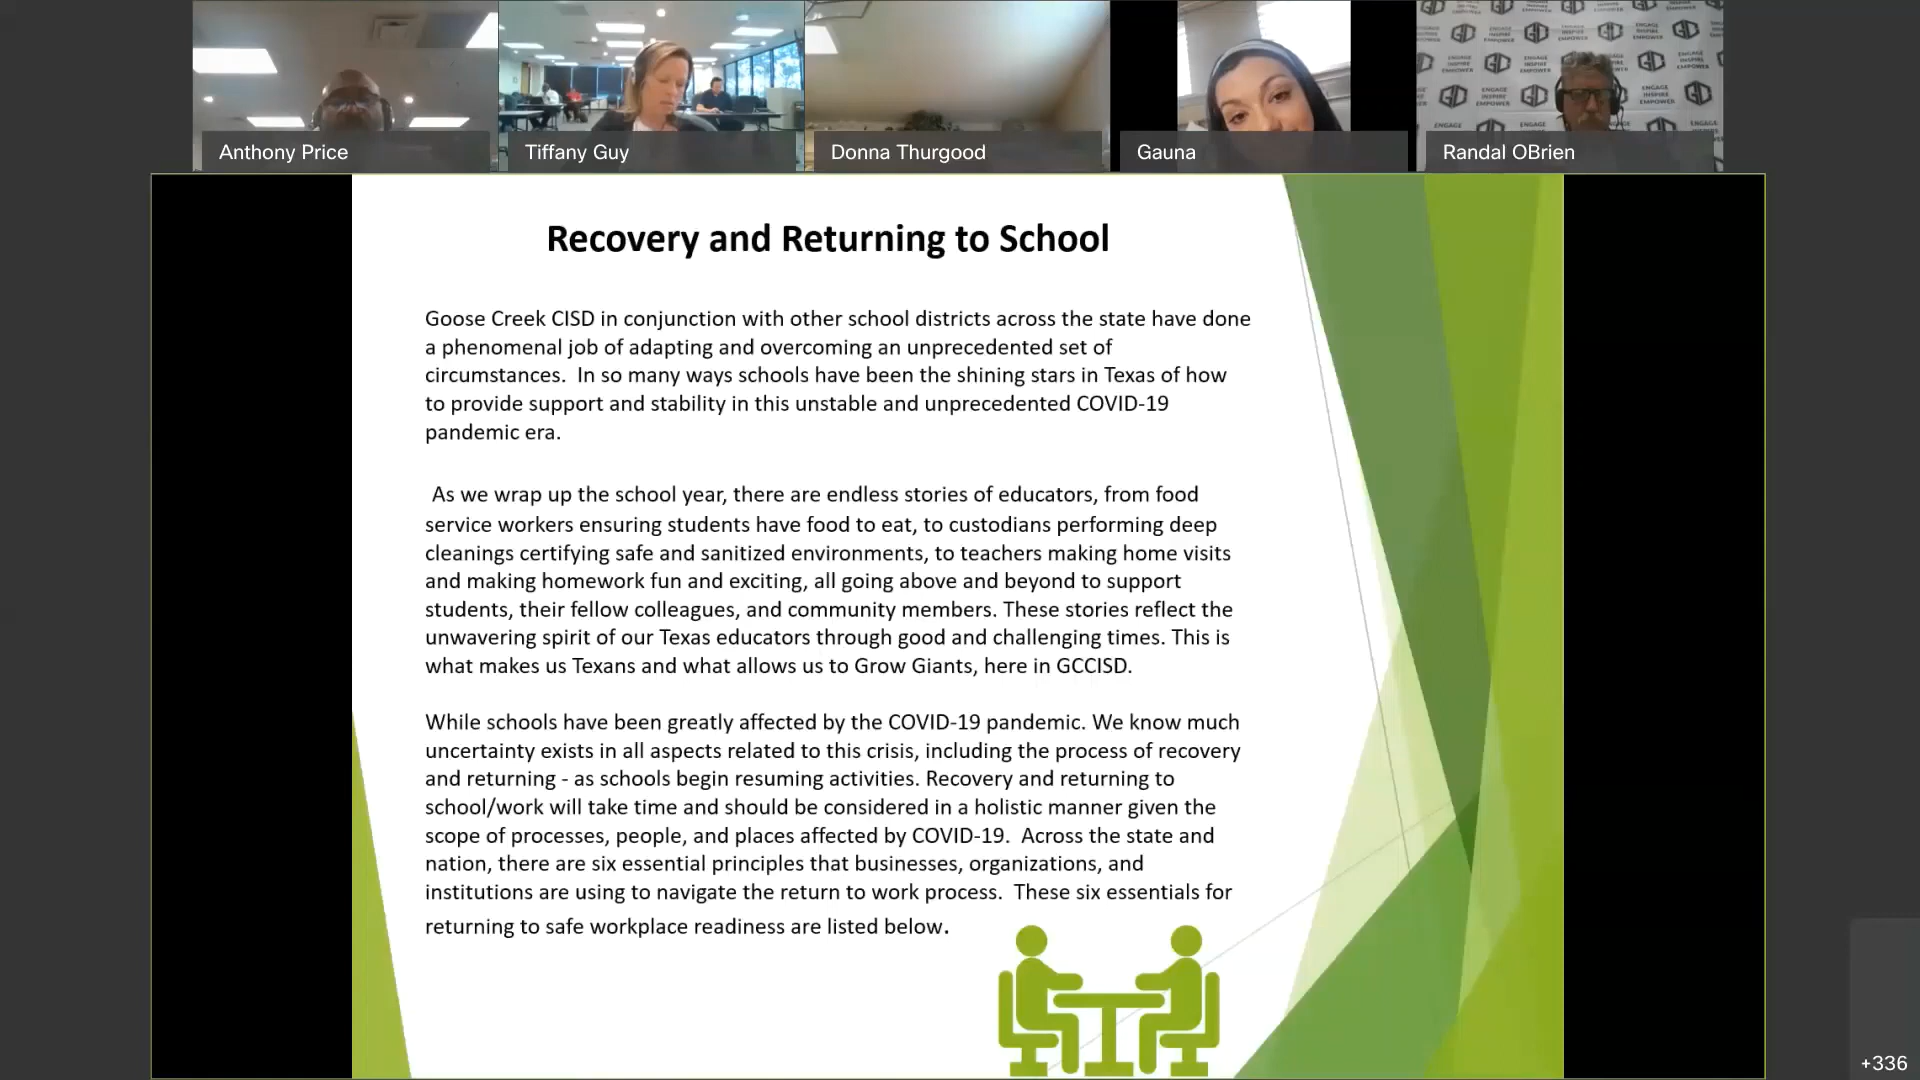 Anthony Price
Tiffany Guy
Donna Thurgood
Gauna
Randal OBrien
ENGAGE
INSPIRE
EMPOWER
Recovery and Returning to School
Goose Creek CISD in conjunction with other school districts across the state have done
a phenomenal job of adapting and overcoming an unprecedented set of
circumstances.  In so many ways schools have been the shining stars in Texas of how
to provide support and stability in this unstable and unprecedented COVID-19
pandemic era.
As we wrap up the school year, there are endless stories of educators, from food
service workers ensuring students have food to eat, to custodians performing deep
cleanings certifying safe and sanitized environments, to teachers making home visits
and making homework fun and exciting, all going above and beyond to support
students, their fellow colleagues, and community members. These stories reflect the
unwavering spirit of our Texas educators through good and challenging times. This is
what makes us Texans and what allows us to Grow Giants, here in GCCISD.
While schools have been greatly affected by the COVID-19 pandemic. We know much
uncertainty exists in all aspects related to this crisis, including the process of recovery
and returning - as schools begin resuming activities. Recovery and returning to
school/work will take time and should be considered in a holistic manner given the
scope of processes, people, and places affected by COVID-19.  Across the state and
nation, there are six essential principles that businesses, organizations, and
institutions are using to navigate the return to work process.  These six essentials for
returning to safe workplace readiness are listed below.
+336